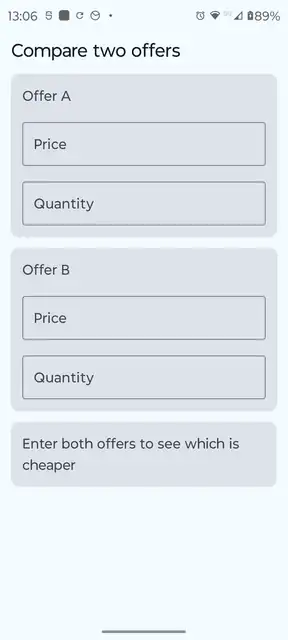 13:06
89%
Compare two offers
Offer A
Price
Quantity
Offer B
Price
Quantity
Enter both offers to see which is
cheaper